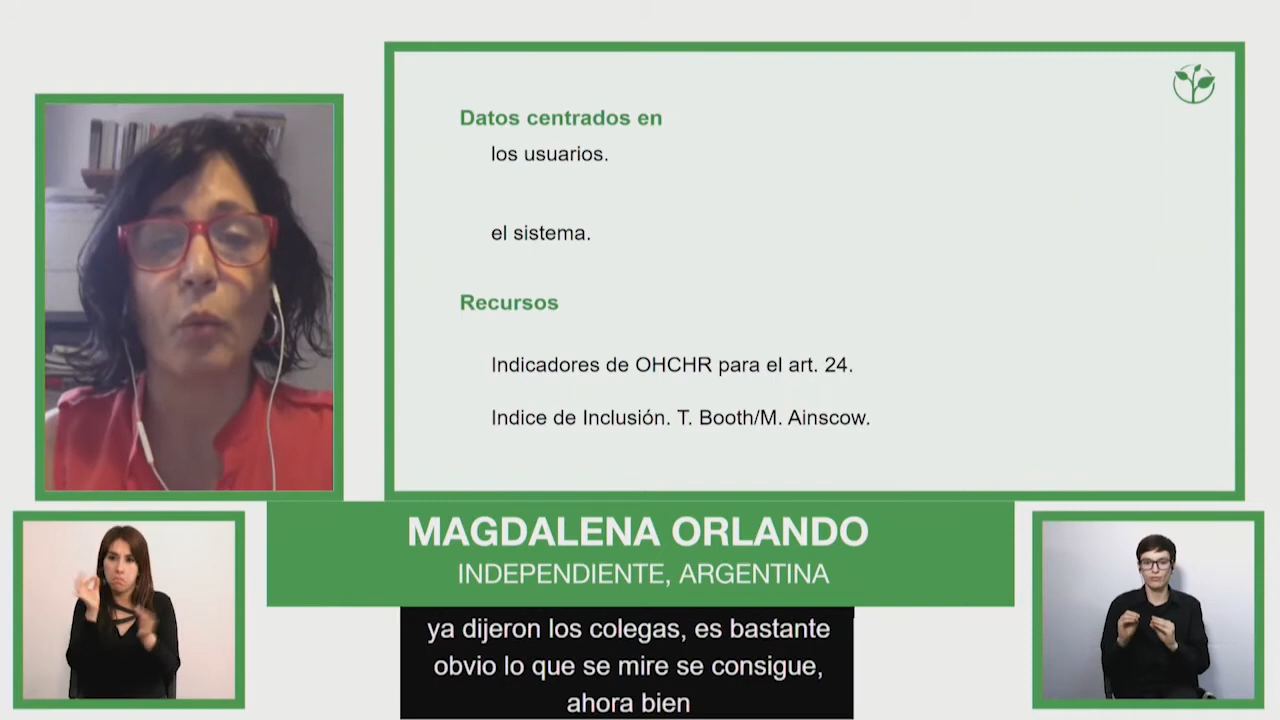 Datos centrados en
los usuarios.
el sistema.
Recursos
Indicadores de OHCHR para el art. 24.
Indice de Inclusión. T. Booth/M. Ainscow.
MAGDALENA ORLANDO
INDEPENDIENTE, ARGENTINA
ya dijeron los colegas, es bastante
obvio lo que se mire se consigue,
ahora bien